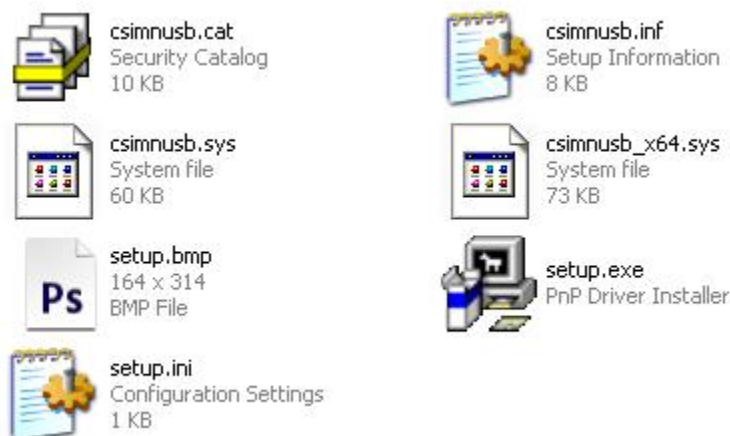 csimnusb.cat
Security Catalog
10 KB
csimnusb.inf
Setup Information
8 KB
csimnusb.sys
System file
60 KB
csimnusb_x64.sys
System file
73 KB
Ps
setup.bmp
164 x 314
BMP File
setup.exe
PnP Driver Installer
setup.ini
Configuration Settings
1 KB